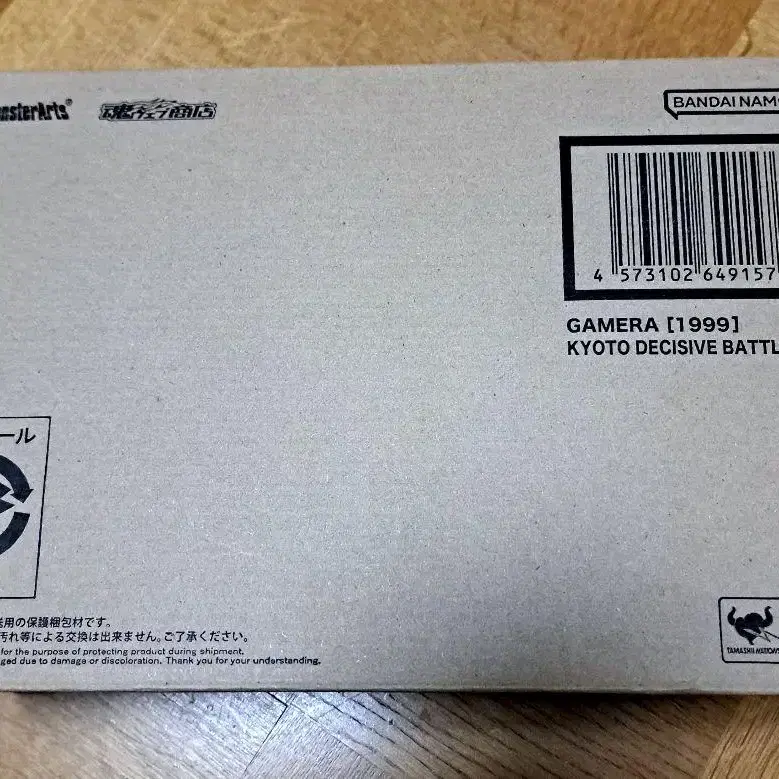 nsterArts®
魂ウェブ商店
BANDAI NAM
4 573102 649157
GAMERA [1999]
KYOTO DECISIVE BATTL
ール
用の保護梱包材です。
汚れ等による交換は出来ません。ご了承ください。
for the purpose of protecting product during shipment.
ged due to damage or discoloration. Thank you for your understanding.
TAMASHII NATIONS